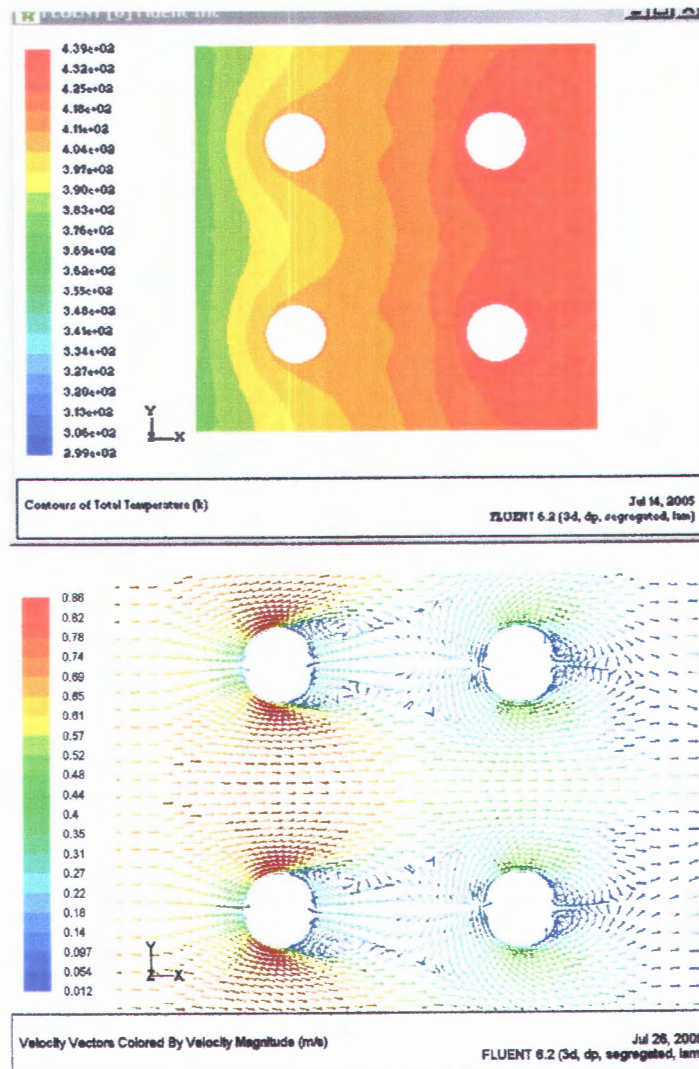 FLUENT [0] Fluent Inc
4.39e+02
4.32e+02
4.25e+02
4.18e+02
4.11e+02
4.04e+02
3.97e+02
3.90e+02
3.83e+02
3.76e+02
3.69e+02
3.62e+02
3.55e+02
3.48e+02
3.41e+02
3.34e+02
3.27e+02
3.20e+02
3.13e+02
3.06e+02
2.99e+02
Y
Z X
Contours of Total Temperature (k)
Jul 14, 2005
FLUENT 6.2 (3d, dp, segregated, lam)
0.86
0.82
0.78
0.74
0.69
0.65
0.61
0.57
0.52
0.48
0.44
0.4
0.35
0.31
0.27
0.22
0.18
0.14
0.097
0.054
0.012
Y
Z X
Velocity Vectors Colored By Velocity Magnitude (m/s)
Jul 26,
FLUENT 6.2 (3d, dp, segregated, lam